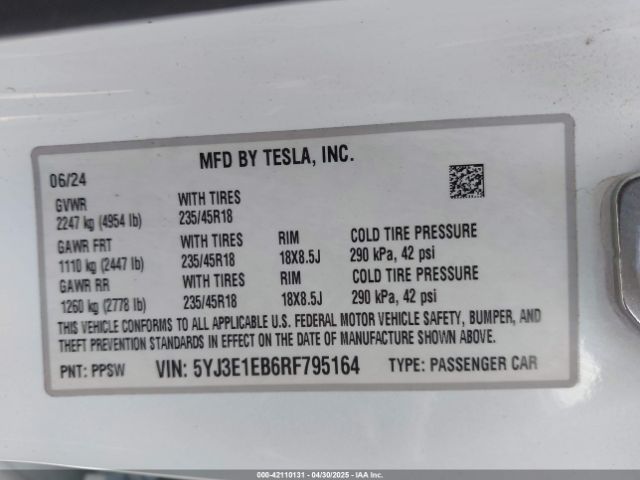 MFD BY TESLA, INC.
06/24
GVWR WITH TIRES
2247 kg (4954 lb) 235/45R18
GAWR FRT WITH TIRES RIM COLD TIRE PRESSURE
1110 kg (2447 lb) 235/45R18 18X8.5J 290 kPa, 42 psi
GAWR RR WITH TIRES RIM COLD TIRE PRESSURE
1260 kg (2778 lb) 235/45R18 18X8.5J 290 kPa, 42 psi
THIS VEHICLE CONFORMS TO ALL APPLICABLE U.S. FEDERAL MOTOR VEHICLE SAFETY, BUMPER, AND
THEFT PREVENTION STANDARDS IN EFFECT ON THE DATE OF MANUFACTURE SHOWN ABOVE.
PNT: PPSW VIN: 5YJ3E1EB6RF795164 TYPE: PASSENGER CAR
000-42110131 - 04/30/2025 - IAA Inc.